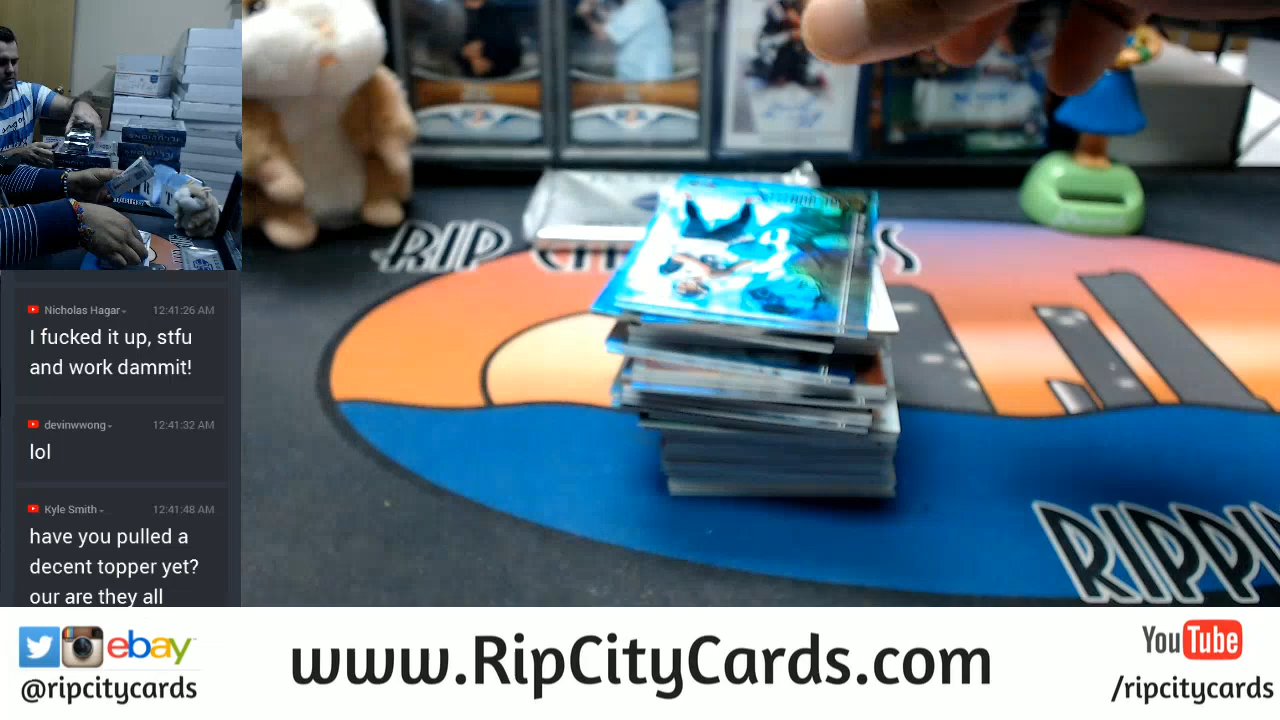 Nicholas Hagar 12:41:26 AM
I fucked it up, stfu
and work dammit!
devinwwong 12:41:32 AM
lol
Kyle Smith 12:41:48 AM
have you pulled a
decent topper yet?
our are they all
RIP
RIPPI
ebay
@ripcitycards
www.RipCityCards.com
YouTube
/ripcitycards